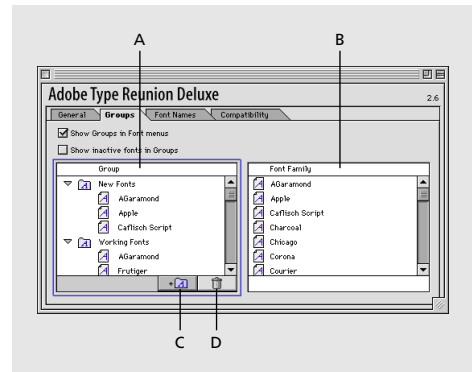 A B
Adobe Type Reunion Deluxe 2.6
General Groups Font Names Compatibility
Show Groups in Font menus
Show inactive fonts in Groups
Group
New Fonts
AGaramond
Apple
Caflisch Script
Working Fonts
AGaramond
Frutiger
Font Family
AGaramond
Apple
Caflisch Script
Charcoal
Chicago
Corona
Courier
C D